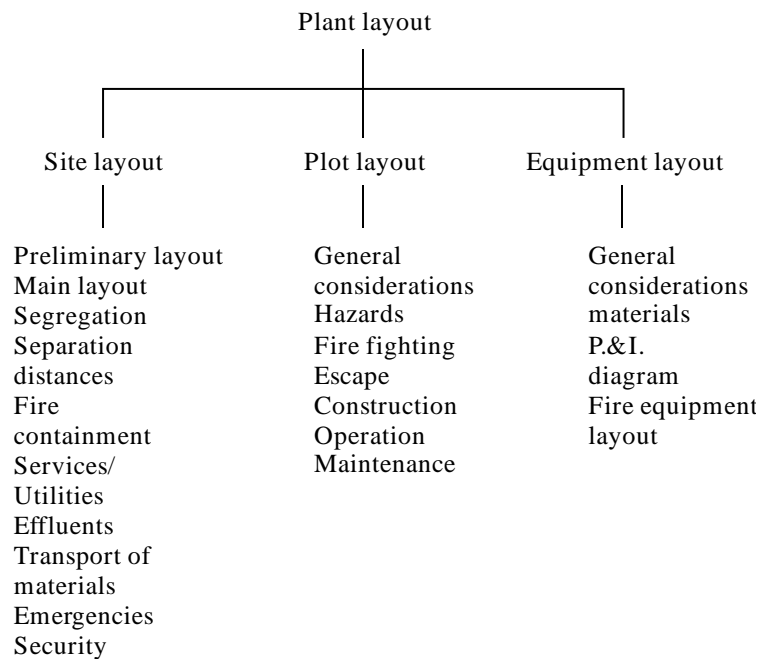 Plant layout
Site layout
Plot layout
Equipment layout
Preliminary layout
Main layout
Segregation
Separation
distances
Fire
containment
Services/
Utilities
Effluents
Transport of
materials
Emergencies
Security
General
considerations
Hazards
Fire fighting
Escape
Construction
Operation
Maintenance
General
considerations
materials
P.&I.
diagram
Fire equipment
layout